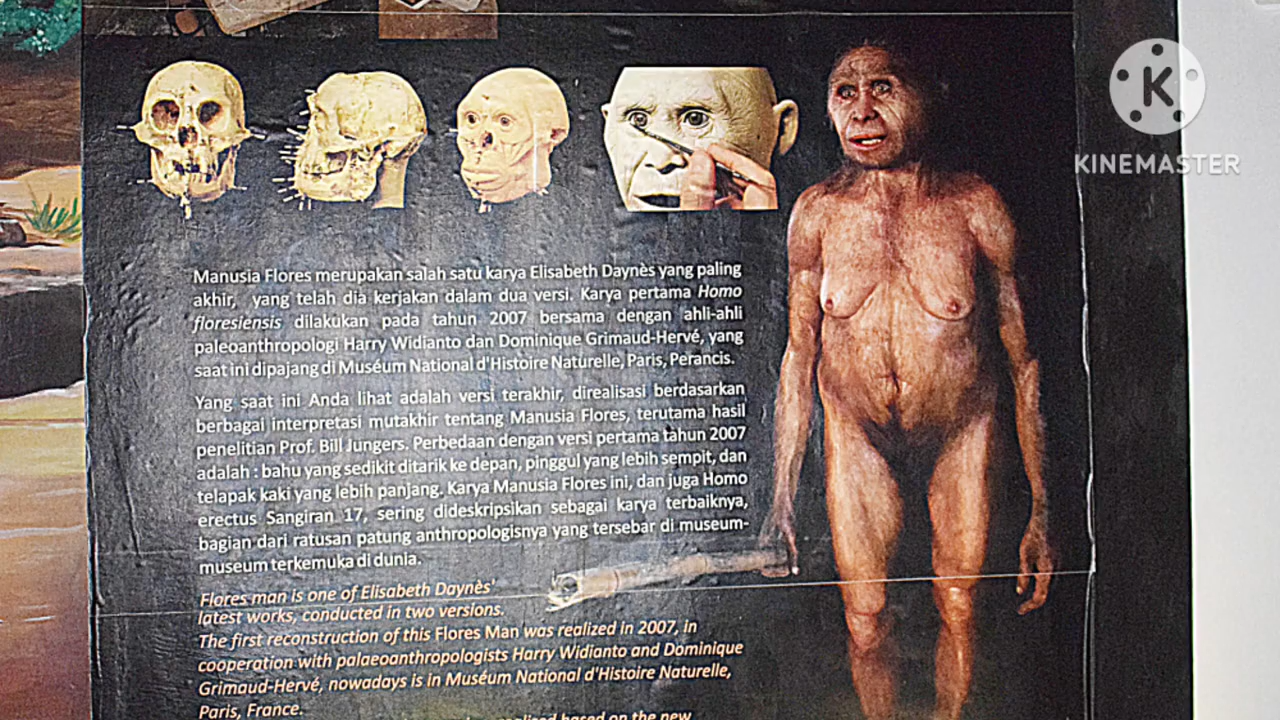 Manusia Flores merupakan salah satu karya Elisabeth Daynès yang paling
akhir, yang telah dia kerjakan dalam dua versi. Karya pertama Homo
floresiensis dilakukan pada tahun 2007 bersama dengan ahli-ahli
paleoanthropologi Harry Widianto dan Dominique Grimaud-Hervé, yang
saat ini dipajang di Muséum National d'Histoire Naturelle, Paris, Perancis.
Yang saat ini Anda lihat adalah versi terakhir, direalisasi berdasarkan
berbagai interpretasi mutakhir tentang Manusia Flores, terutama hasil
penelitian Prof. Bill Jungers. Perbedaan dengan versi pertama tahun 2007
adalah : bahu yang sedikit ditarik ke depan, pinggul yang lebih sempit, dan
telapak kaki yang lebih panjang. Karya Manusia Flores ini, dan juga Homo
erectus Sangiran 17, sering dideskripsikan sebagai karya terbaiknya,
bagian dari ratusan patung anthropologisnya yang tersebar di museum-
museum terkemuka di dunia.
Flores man is one of Elisabeth Daynès'
latest works, conducted in two versions.
The first reconstruction of this Flores Man was realized in 2007, in
cooperation with palaeoanthropologists Harry Widianto and Dominique
Grimaud-Hervé, nowadays is in Muséum National d'Histoire Naturelle,
Paris, France.
realized based on the new
KINEMASTER